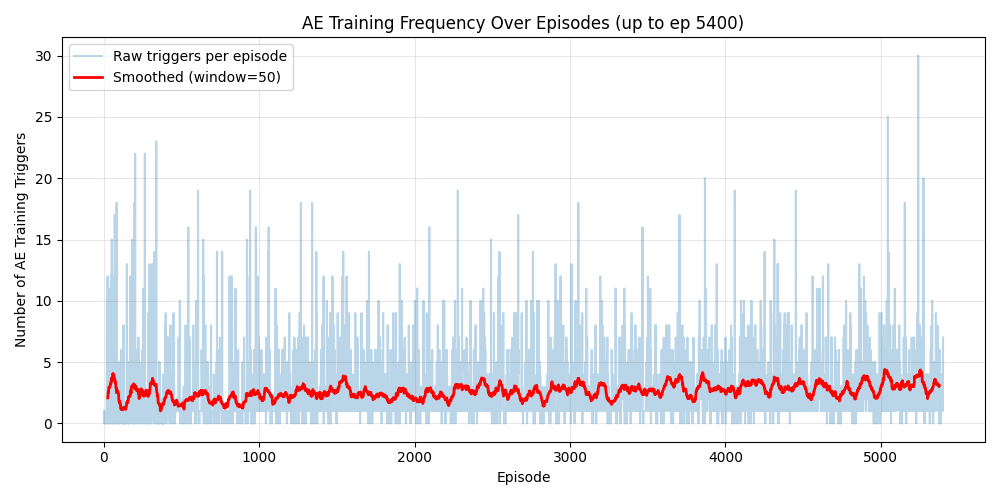 AE Training Frequency Over Episodes (up to ep 5400)
Raw triggers per episode
Smoothed (window=50)
Number of AE Training Triggers
30
25
20
15
10
5
0
0 1000 2000 3000 4000 5000
Episode